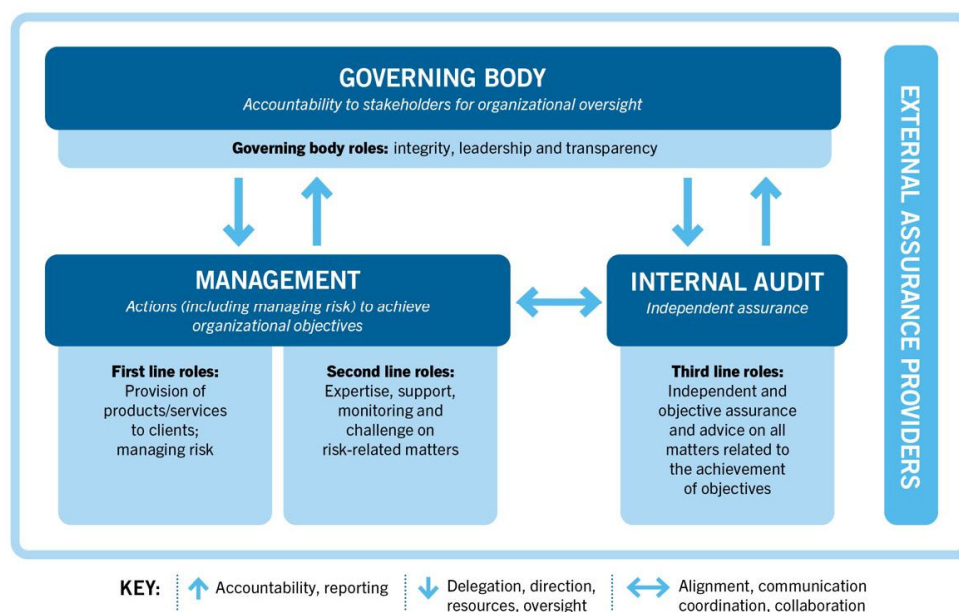 GOVERNING BODY
Accountability to stakeholders for organizational oversight
Governing body roles: integrity, leadership and transparency
MANAGEMENT
Actions (including managing risk) to achieve
organizational objectives
First line roles:
Provision of
products/services
to clients;
managing risk
Second line roles:
Expertise, support,
monitoring and
challenge on
risk-related matters
INTERNAL AUDIT
Independent assurance
Third line roles:
Independent and
objective assurance
and advice on all
matters related to
the achievement
of objectives
EXTERNAL ASSURANCE PROVIDERS
KEY:
Accountability, reporting
Delegation, direction,
resources, oversight
Alignment, communication
coordination, collaboration